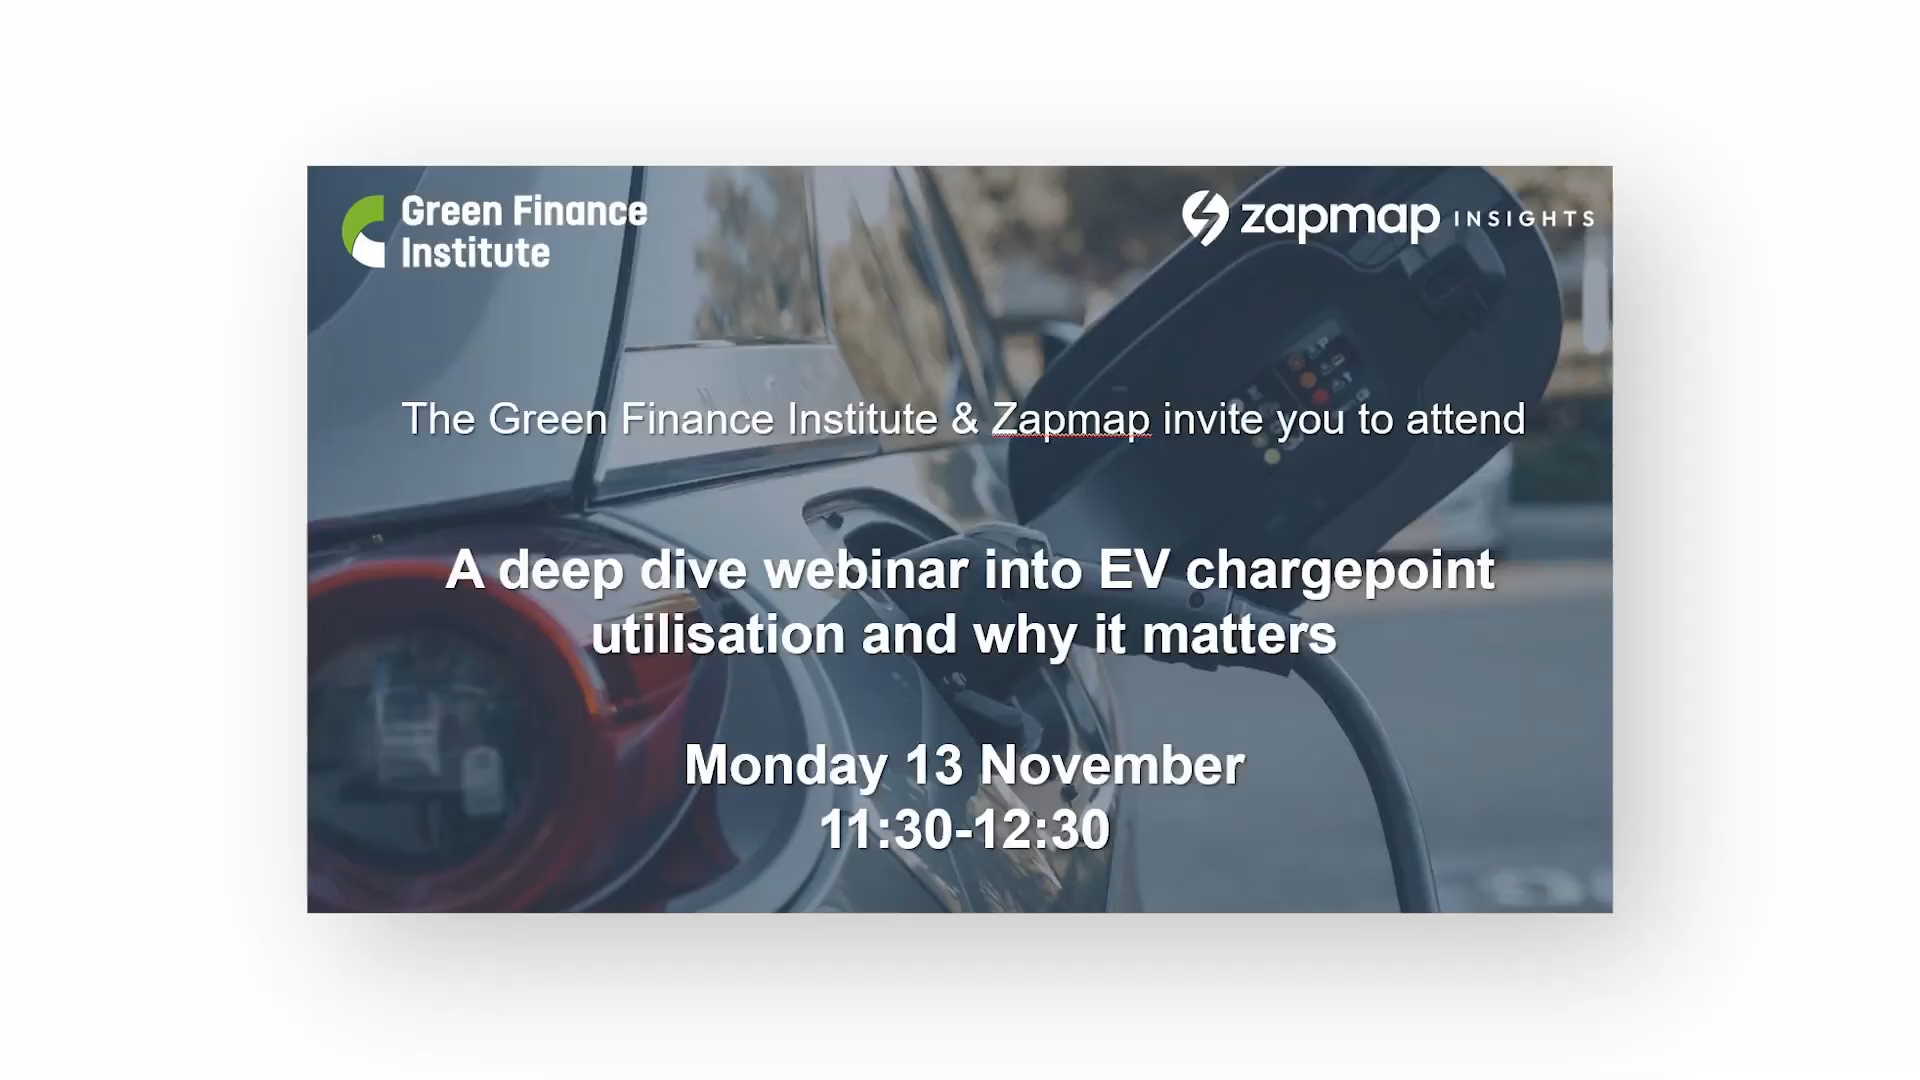 Green Finance
Institute
zapmap INSIGHTS
The Green Finance Institute & Zapmap invite you to attend
A deep dive webinar into EV chargepoint
utilisation and why it matters
Monday 13 November
11:30-12:30